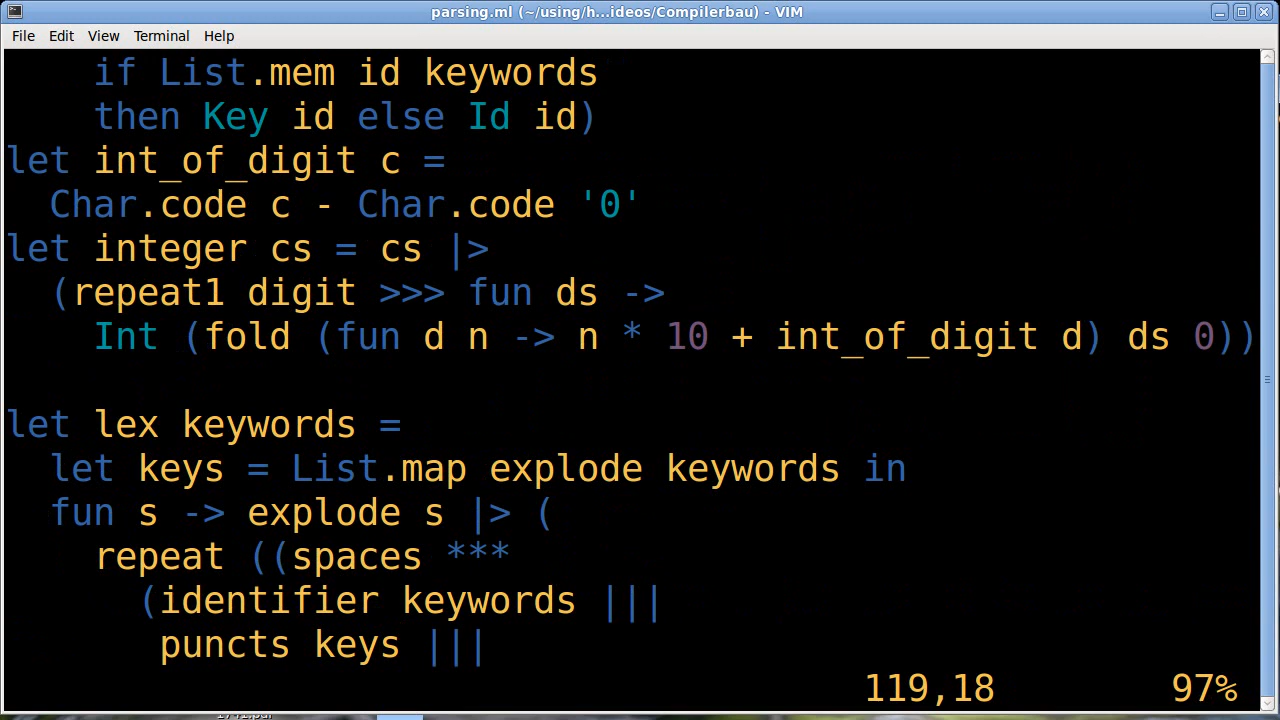 parsing.ml (~/using/h...ideos/Compilerbau) - VIM
File Edit View Terminal Help
if List.mem id keywords
then Key id else Id id)
let int_of_digit c =
Char.code c - Char.code '0'
let integer cs = cs |>
(repeat1 digit >>> fun ds ->
Int (fold (fun d n -> n * 10 + int_of_digit d) ds 0))
let lex keywords =
let keys = List.map explode keywords in
fun s -> explode s |> (
repeat ((spaces ***
(identifier keywords |||
puncts keys |||
119,18 97%